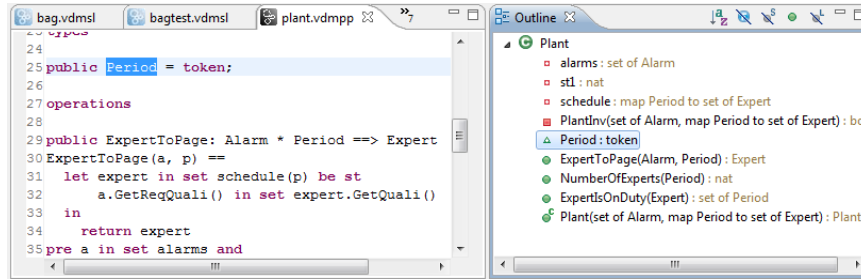 bag.vdmsl bagtest.vdmsl plant.vdmpp »7
23 types
24
25 public Period = token;
26
27 operations
28
29 public ExpertToPage: Alarm * Period ==> Expert
30 ExpertToPage(a, p) ==
31 let expert in set schedule(p) be st
32 a.GetReqQuali() in set expert.GetQuali()
33 in
34 return expert
35 pre a in set alarms and
Outline
Plant
alarms : set of Alarm
st1 : nat
schedule : map Period to set of Expert
PlantInv(set of Alarm, map Period to set of Expert) : bo
Period : token
ExpertToPage(Alarm, Period) : Expert
NumberOfExperts(Period) : nat
ExpertIsOnDuty(Expert) : set of Period
Plant(set of Alarm, map Period to set of Expert) : Plant